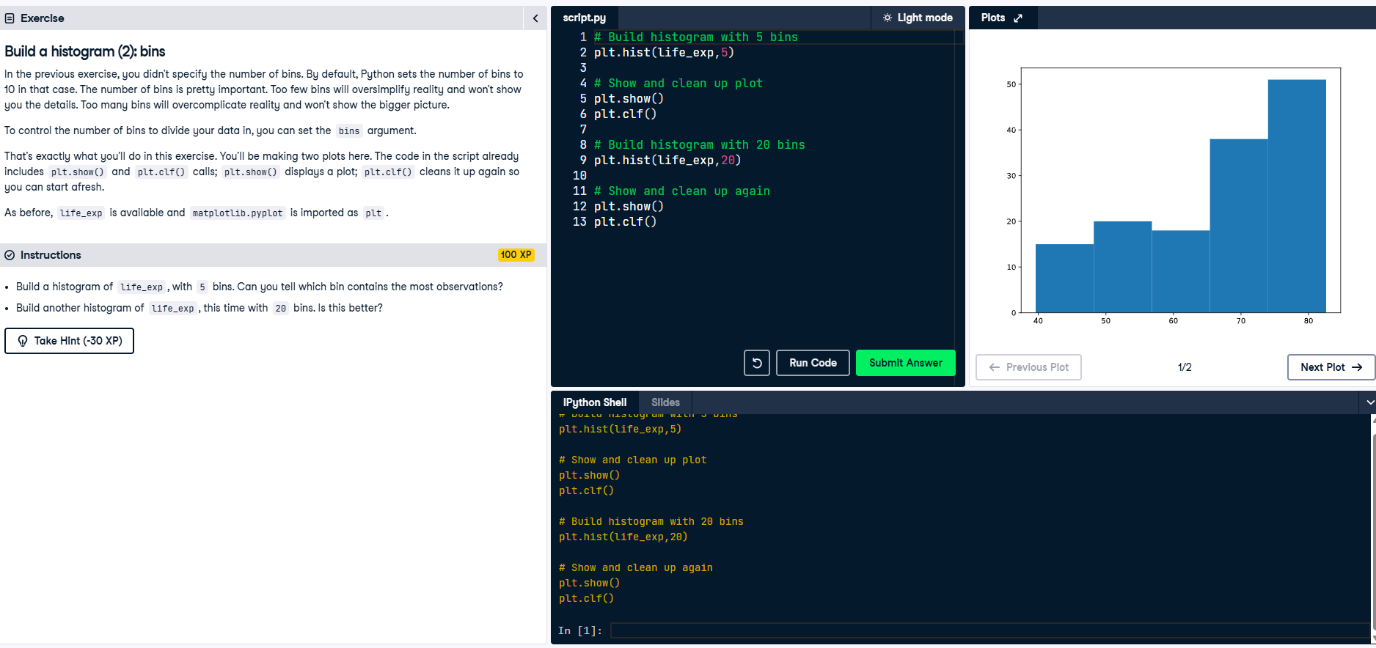 Exercise
Build a histogram (2): bins
In the previous exercise, you didn't specify the number of bins. By default, Python sets the number of bins to
10 in that case. The number of bins is pretty important. Too few bins will oversimplify reality and won't show
you the details. Too many bins will overcomplicate reality and won't show the bigger picture.
To control the number of bins to divide your data in, you can set the bins argument.
That's exactly what you'll do in this exercise. You'll be making two plots here. The code in the script already
includes plt.show() and plt.clf() calls; plt.show() displays a plot; plt.clf() cleans it up again so
you can start afresh.
As before, life_exp is available and matplotlib.pyplot is imported as plt.
Instructions
100 XP
• Build a histogram of life_exp, with 5 bins. Can you tell which bin contains the most observations?
• Build another histogram of life_exp, this time with 20 bins. Is this better?
Take Hint (-30 XP)
script.py
Light mode
1 # Build histogram with 5 bins
2 plt.hist(life_exp,5)
3
4 # Show and clean up plot
5 plt.show()
6 plt.clf()
7
8 # Build histogram with 20 bins
9 plt.hist(life_exp,20)
10
11 # Show and clean up again
12 plt.show()
13 plt.clf()
Run Code
Submit Answer
Plots
50
40
30
20
10
0
40 50 60 70 80
← Previous Plot
1/2
Next Plot →
IPython Shell
Slides
# Build histogram with 5 bins
plt.hist(life_exp,5)
# Show and clean up plot
plt.show()
plt.clf()
# Build histogram with 20 bins
plt.hist(life_exp,20)
# Show and clean up again
plt.show()
plt.clf()
In [1]: